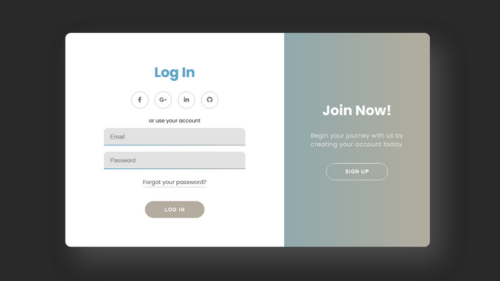 Log In
f
G+
in
or use your account
Email
Password
Forgot your password?
LOG IN
Join Now!
Begin your journey with us by
creating your account today.
SIGN UP